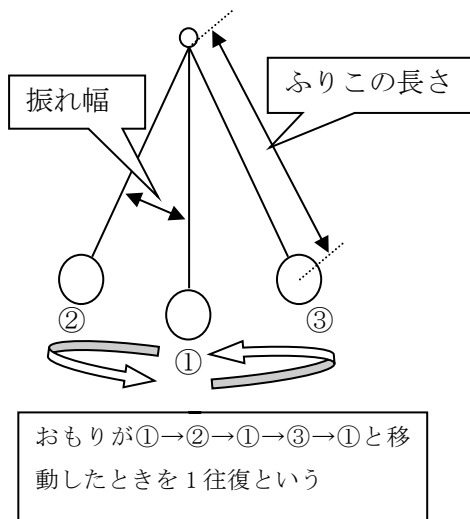 振れ幅
ふりこの長さ
②
①
③
おもりが①→②→①→③→①と移
動したときを1往復という